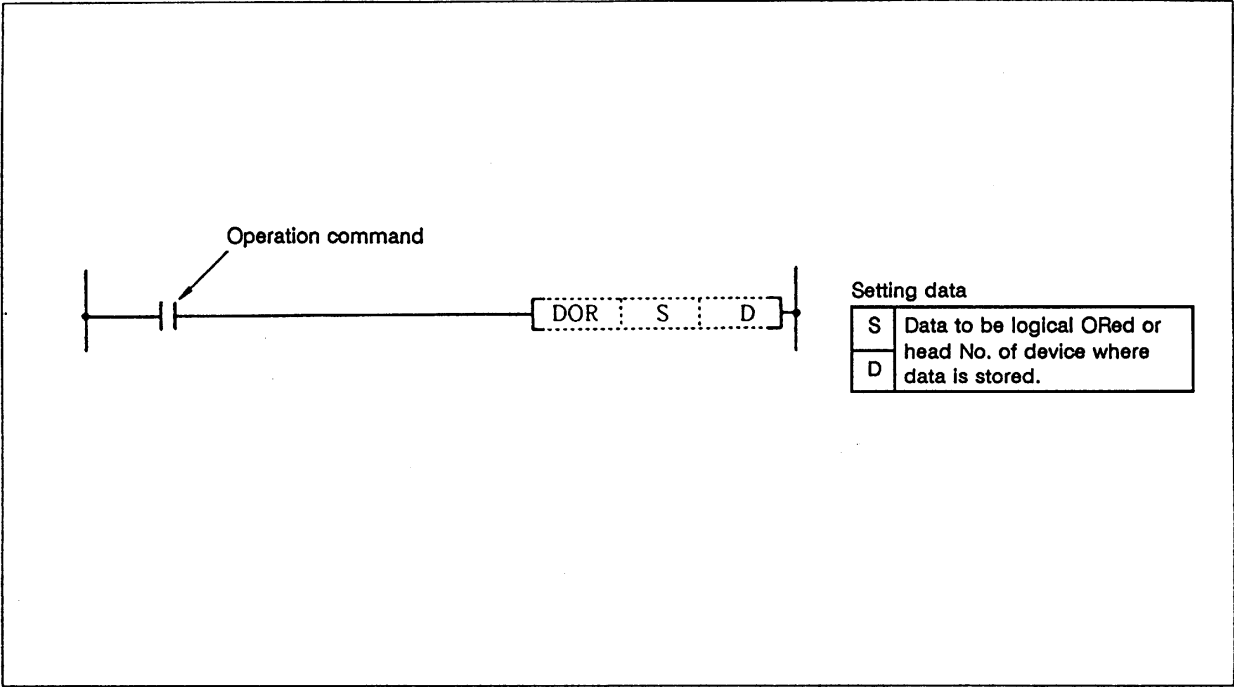 Operation command
DOR S D
Setting data
S Data to be logical ORed or
head No. of device where
D data is stored.